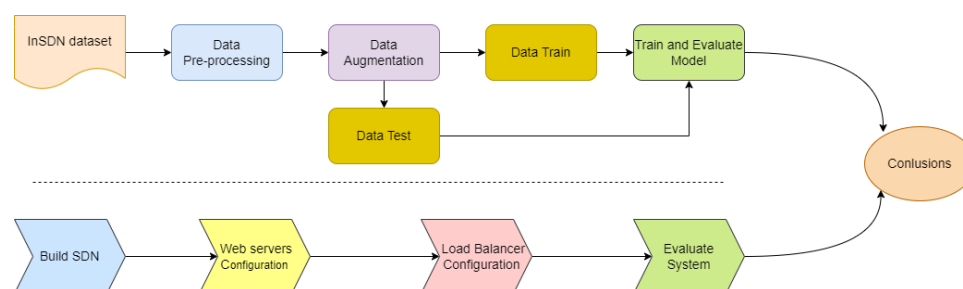 InSDN dataset
Data
Pre-processing
Data
Augmentation
Data Train
Train and Evaluate
Model
Data Test
Conlusions
Build SDN
Web servers
Configuration
Load Balancer
Configuration
Evaluate
System